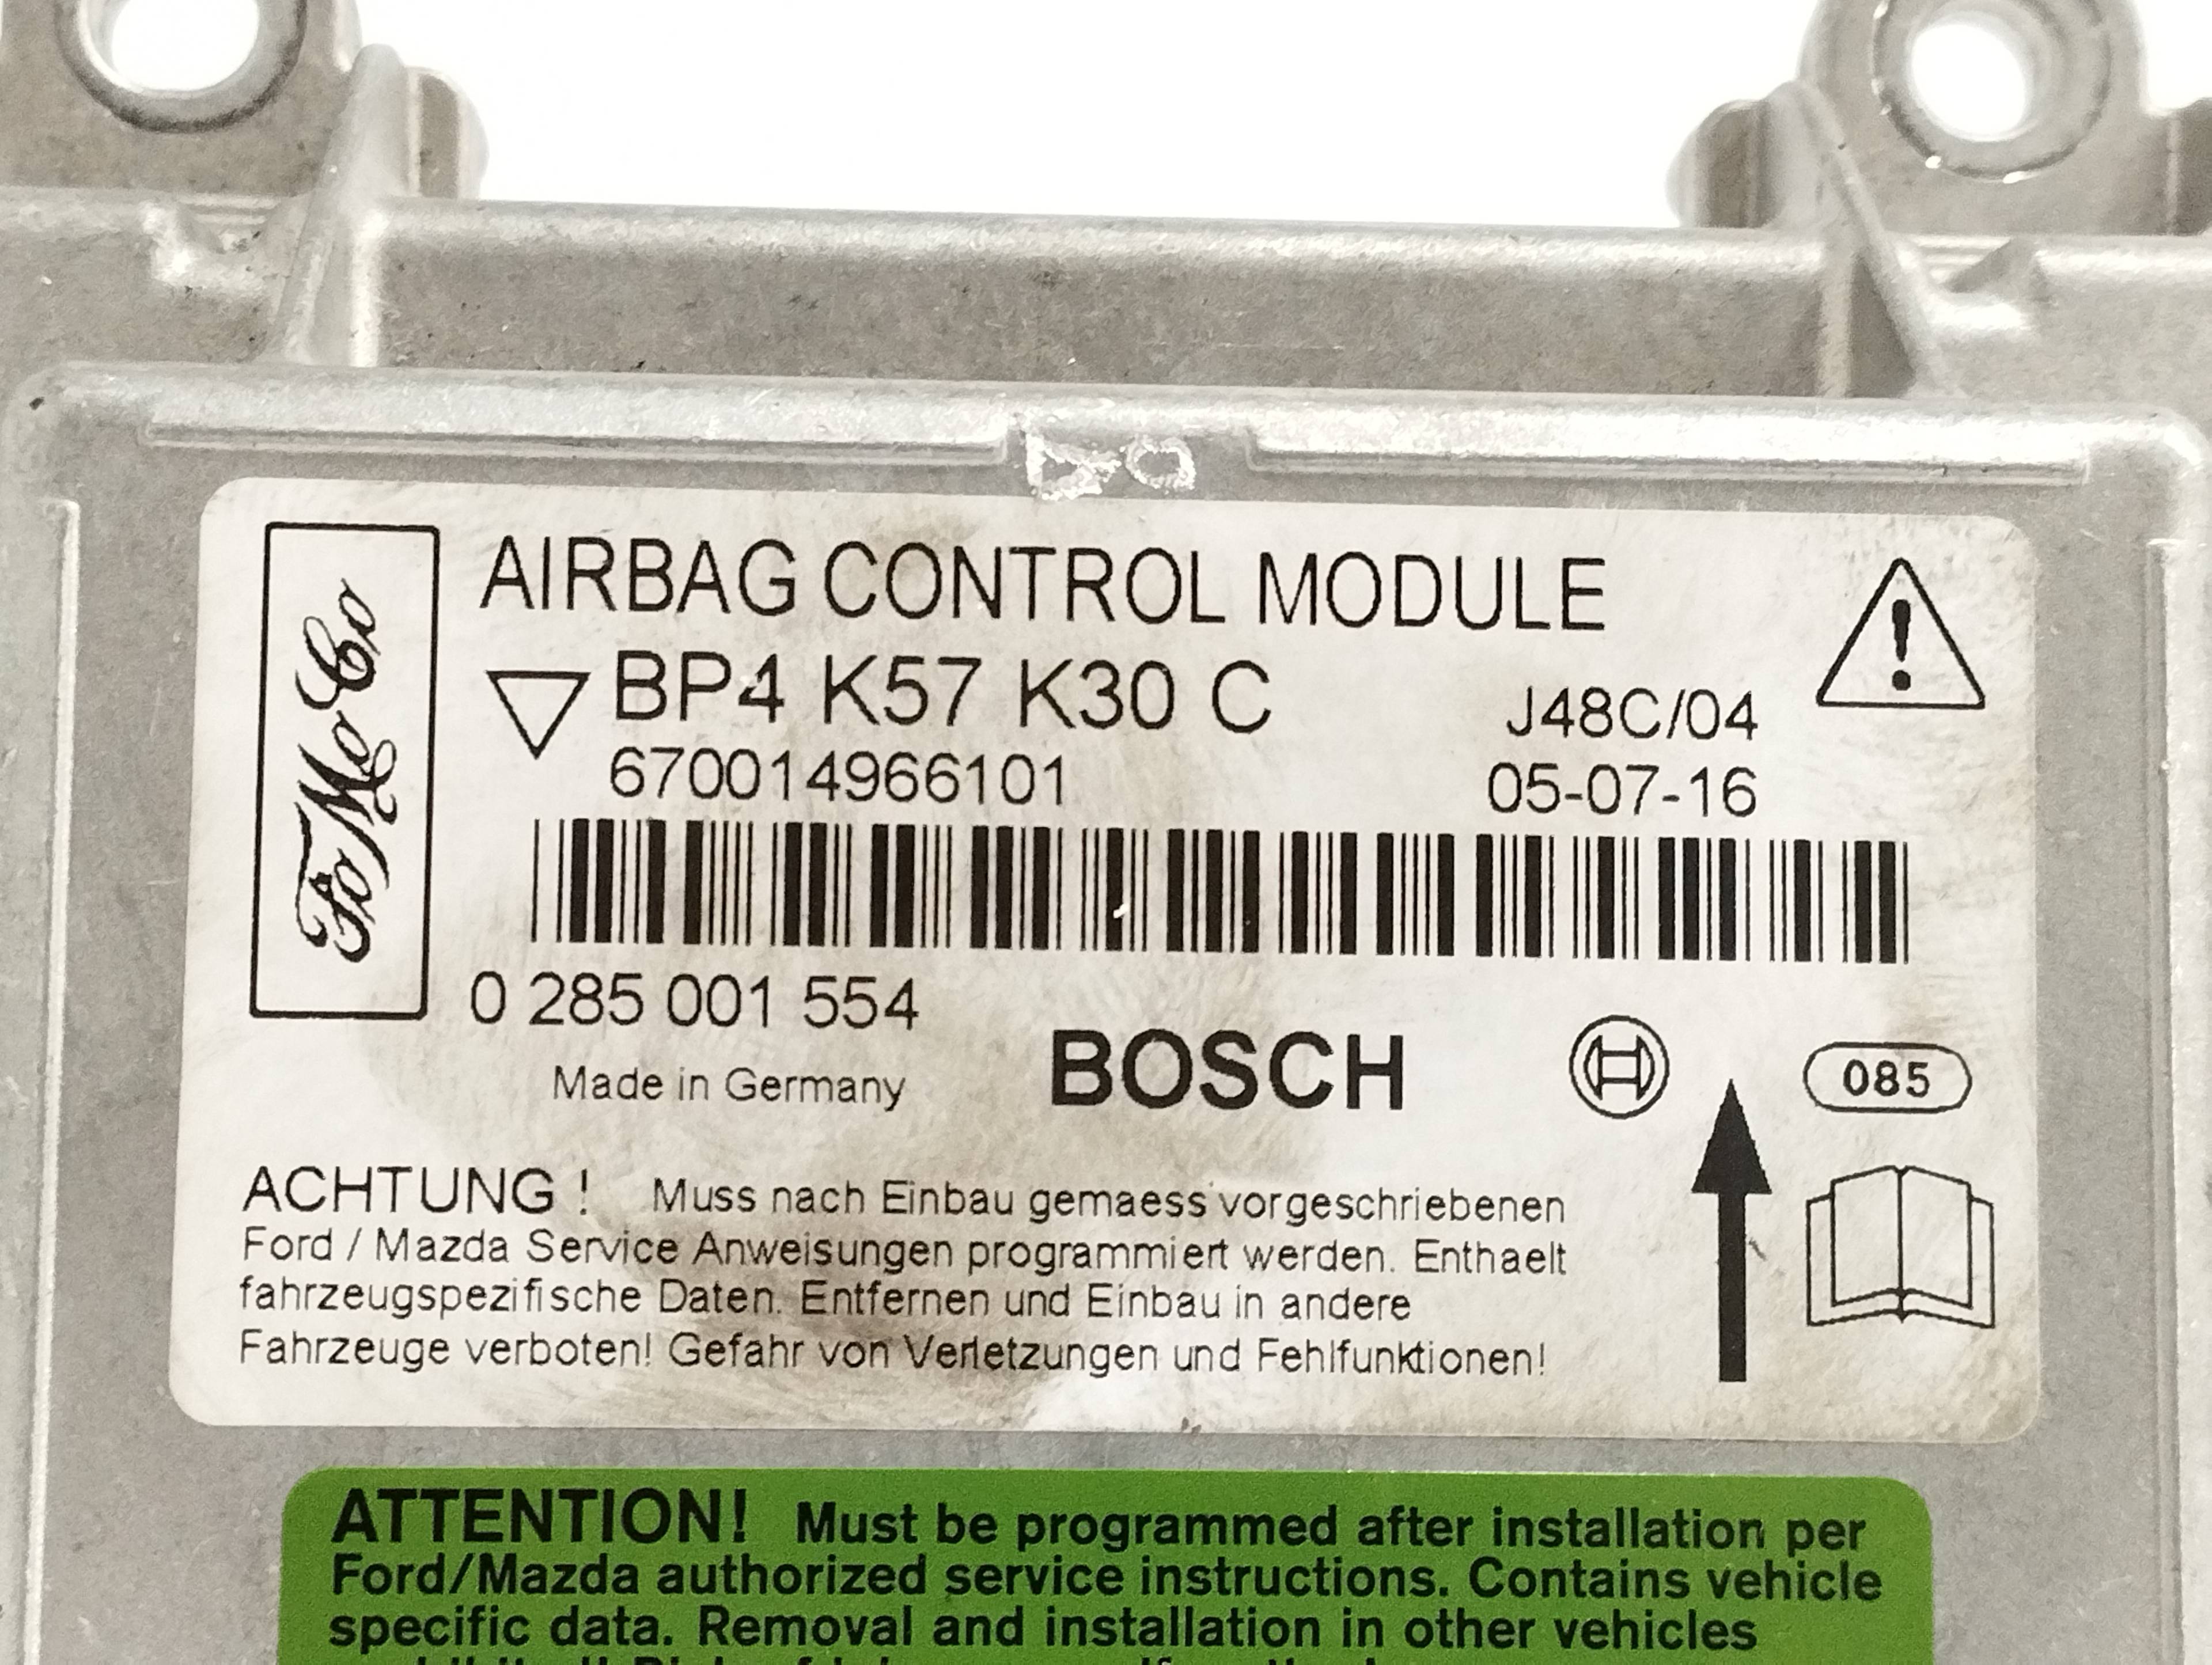 FoMoCo
AIRBAG CONTROL MODULE
BP4 K57 K30 C
J48C/04
670014966101
05-07-16
0 285 001 554
Made in Germany
BOSCH
085
ACHTUNG ! Muss nach Einbau gemaess vorgeschriebenen
Ford / Mazda Service Anweisungen programmiert werden. Enthaelt
fahrzeugspezifische Daten. Entfernen und Einbau in andere
Fahrzeuge verboten! Gefahr von Verletzungen und Fehlfunktionen!
ATTENTION! Must be programmed after installation per
Ford/Mazda authorized service instructions. Contains vehicle
specific data. Removal and installation in other vehicles